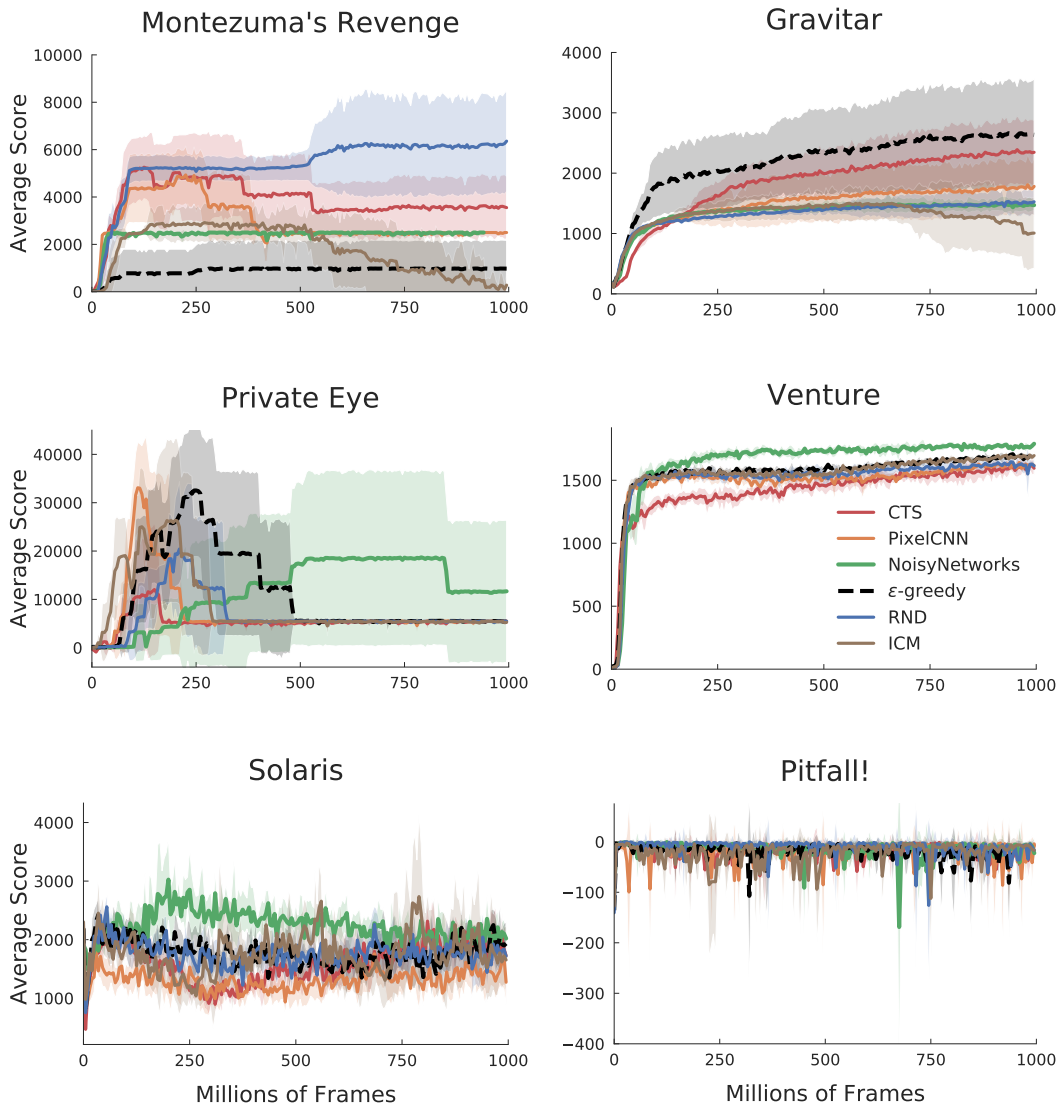 Montezuma's Revenge
Average Score
10000
8000
6000
4000
2000
0
0 250 500 750 1000
Gravitar
4000
3000
2000
1000
0
0 250 500 750 1000
Private Eye
Average Score
40000
30000
20000
10000
0
0 250 500 750 1000
Venture
1500
1000
500
0
0 250 500 750 1000
CTS
PixelCNN
NoisyNetworks
ε-greedy
RND
ICM
Solaris
Average Score
4000
3000
2000
1000
0 250 500 750 1000
Millions of Frames
Pitfall!
0
−100
−200
−300
−400
0 250 500 750 1000
Millions of Frames